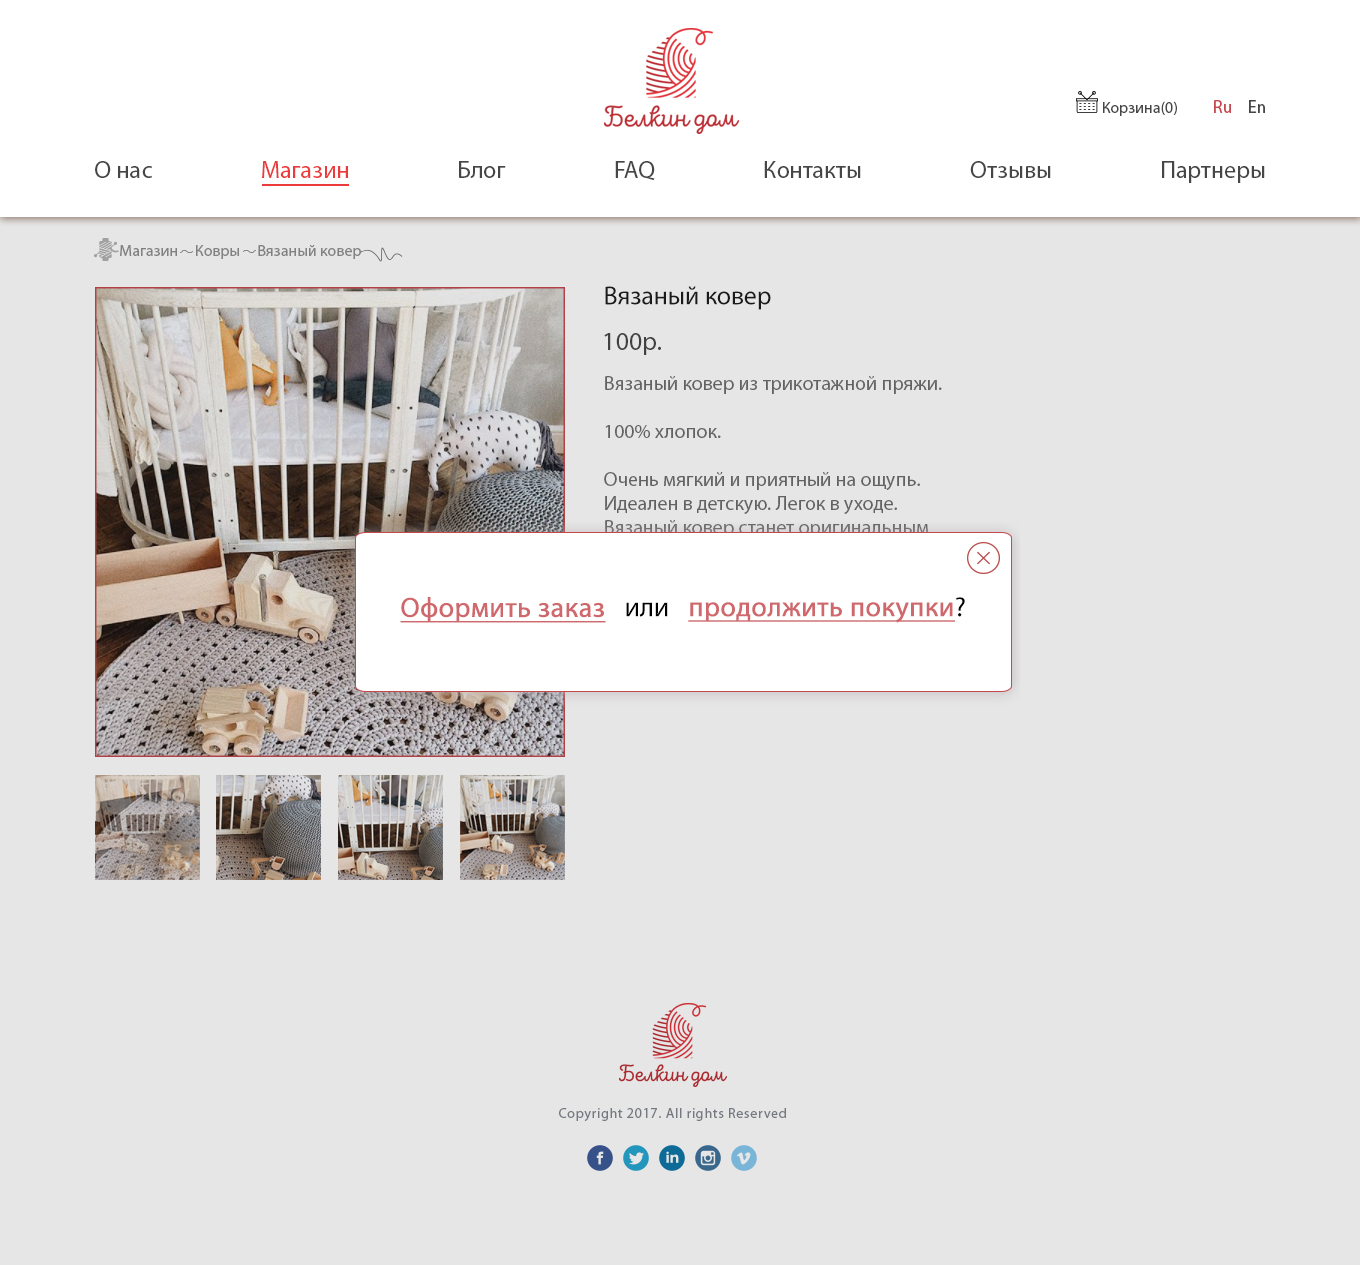 Белкин дом
Корзина(0) Ru En
О нас Магазин Блог FAQ Контакты Отзывы Партнеры
Магазин ~ Ковры ~ Вязаный ковер
Вязаный ковер
100р.
Вязаный ковер из трикотажной пряжи.
100% хлопок.
Очень мягкий и приятный на ощупь.
Идеален в детскую. Легок в уходе.
Вязаный ковер станет оригинальным
Оформить заказ или продолжить покупки?
Белкин дом
Copyright 2017. All rights Reserved